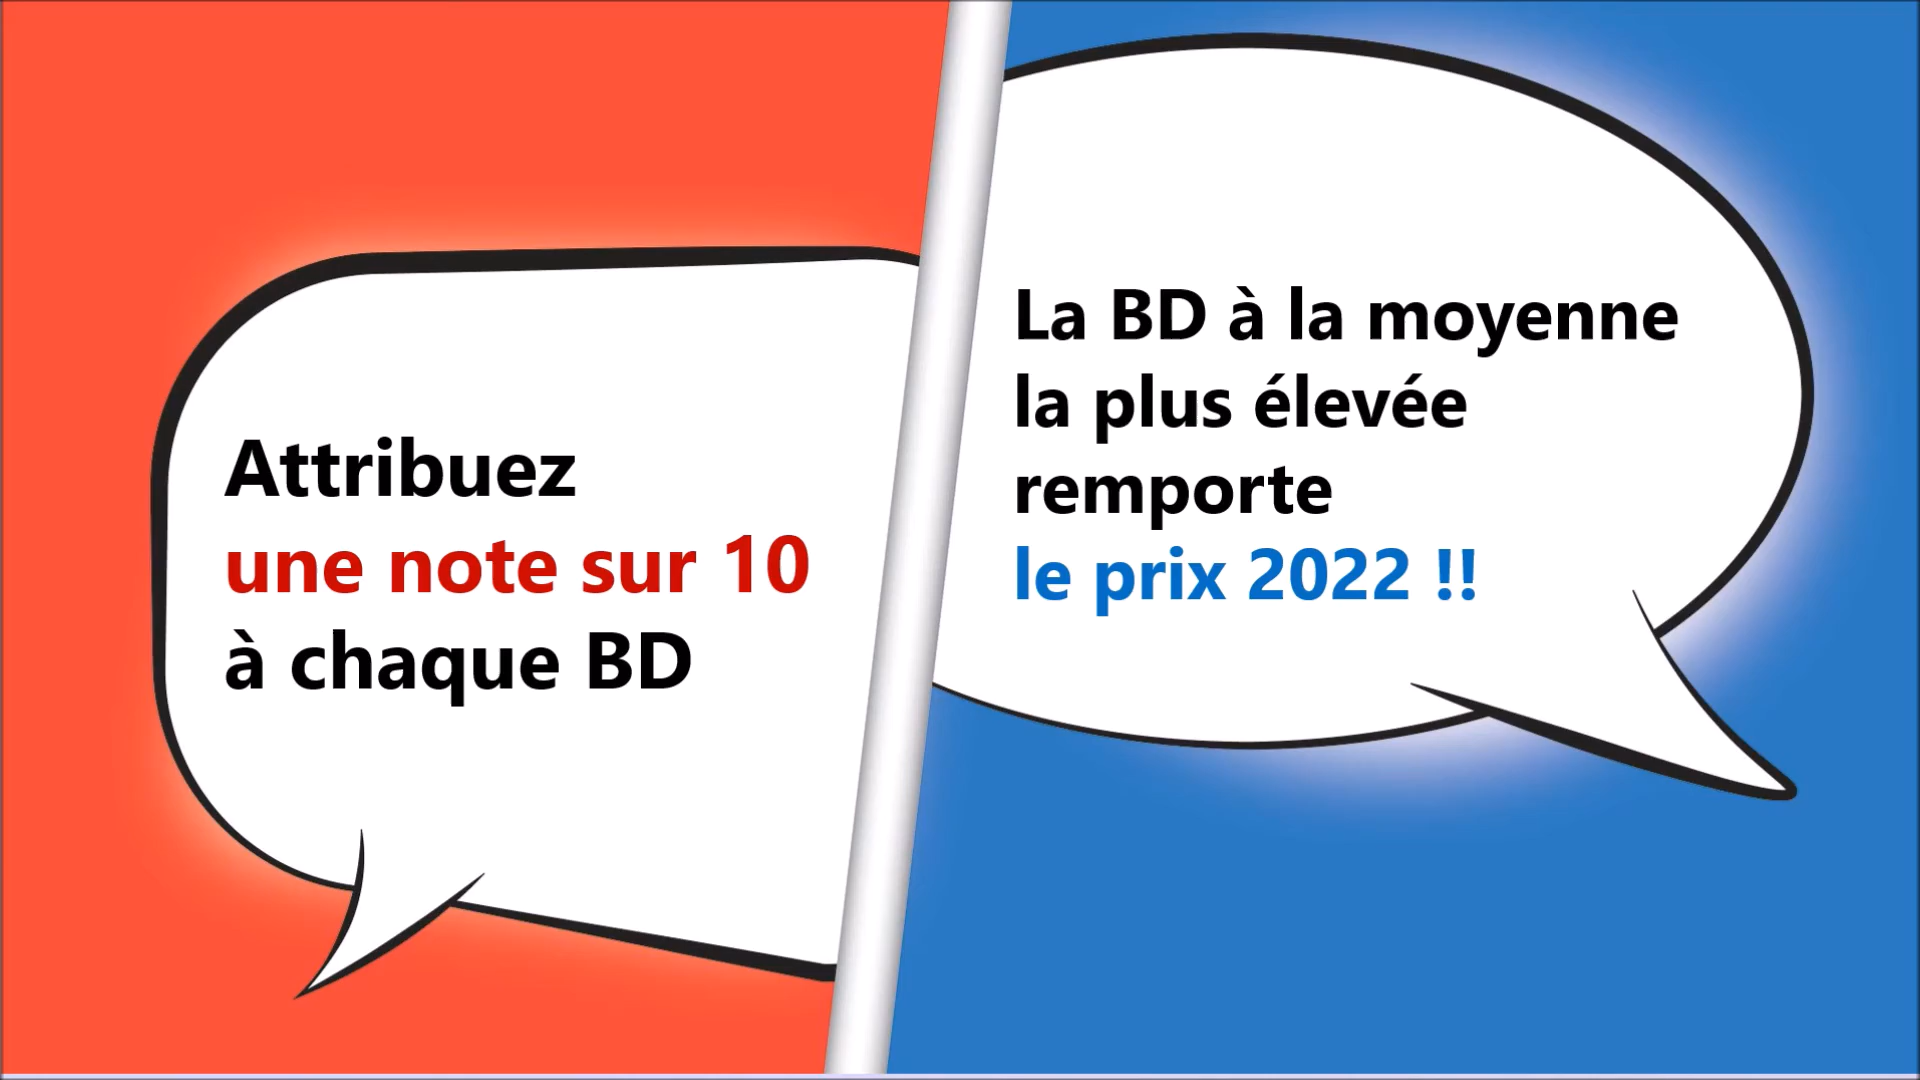 Attribuez
une note sur 10
à chaque BD
La BD à la moyenne
la plus élevée
remporte
le prix 2022 !!